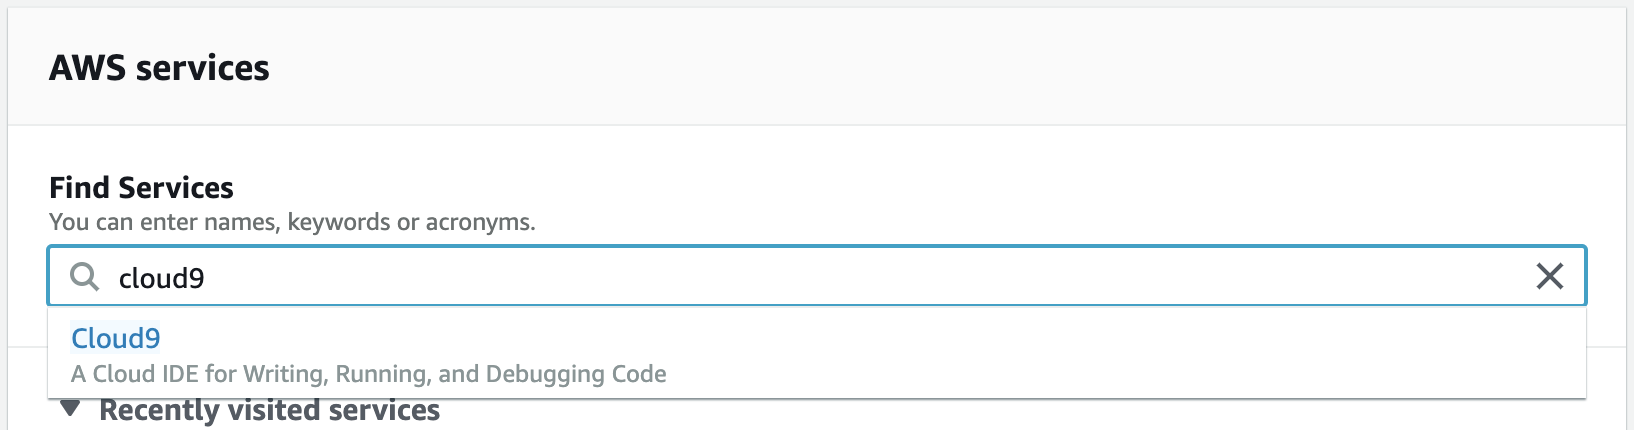 AWS services
Find Services
You can enter names, keywords or acronyms.
cloud9
Cloud9
A Cloud IDE for Writing, Running, and Debugging Code
Recently visited services